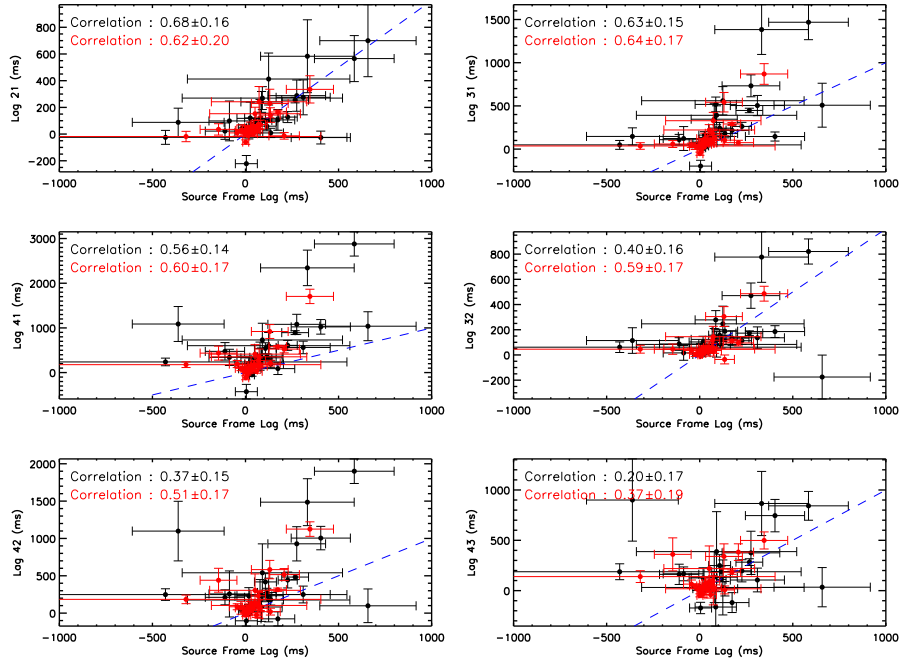 Correlation : 0.68±0.16
Correlation : 0.62±0.20
Lag 21 (ms)
800
600
400
200
0
−200
−1000 −500 0 500 1000
Source Frame Lag (ms)
Correlation : 0.63±0.15
Correlation : 0.64±0.17
Lag 31 (ms)
1500
1000
500
0
−1000 −500 0 500 1000
Source Frame Lag (ms)
Correlation : 0.56±0.14
Correlation : 0.60±0.17
Lag 41 (ms)
3000
2000
1000
0
−1000 −500 0 500 1000
Source Frame Lag (ms)
Correlation : 0.40±0.16
Correlation : 0.59±0.17
Lag 32 (ms)
800
600
400
200
0
−200
−1000 −500 0 500 1000
Source Frame Lag (ms)
Correlation : 0.37±0.15
Correlation : 0.51±0.17
Lag 42 (ms)
2000
1500
1000
500
0
−1000 −500 0 500 1000
Source Frame Lag (ms)
Correlation : 0.20±0.17
Correlation : 0.37±0.19
Lag 43 (ms)
1000
500
0
−1000 −500 0 500 1000
Source Frame Lag (ms)